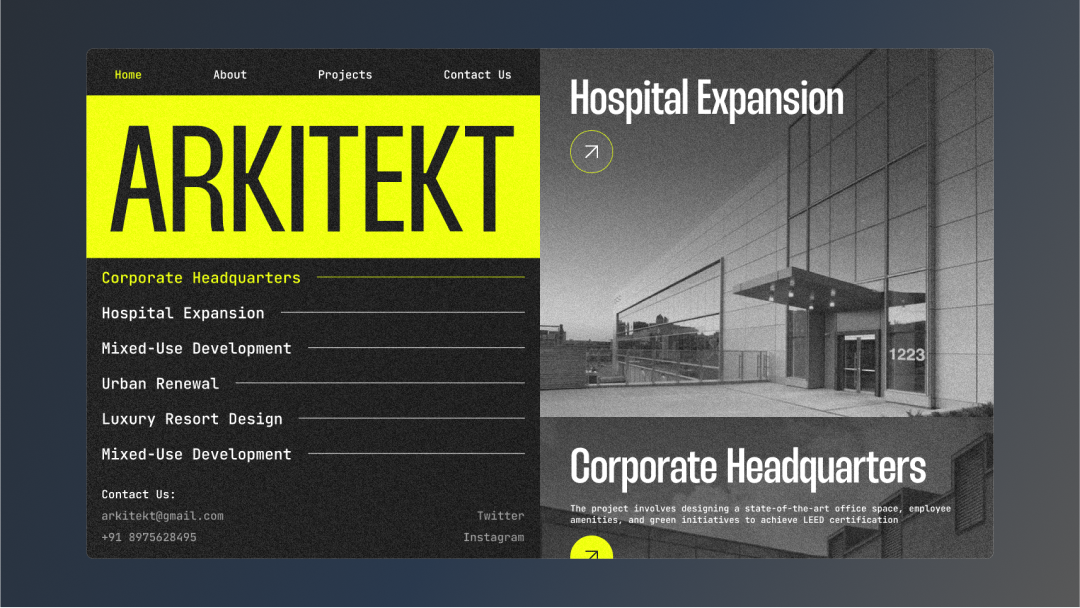 Home
About
Projects
Contact Us
ARKITEKT
Corporate Headquarters
Hospital Expansion
Mixed-Use Development
Urban Renewal
Luxury Resort Design
Mixed-Use Development
Contact Us:
arkitekt@gmail.com
+91 8975628495
Twitter
Instagram
Hospital Expansion
1223
Corporate Headquarters
The project involves designing a state-of-the-art office space, employee
amenities, and green initiatives to achieve LEED certification